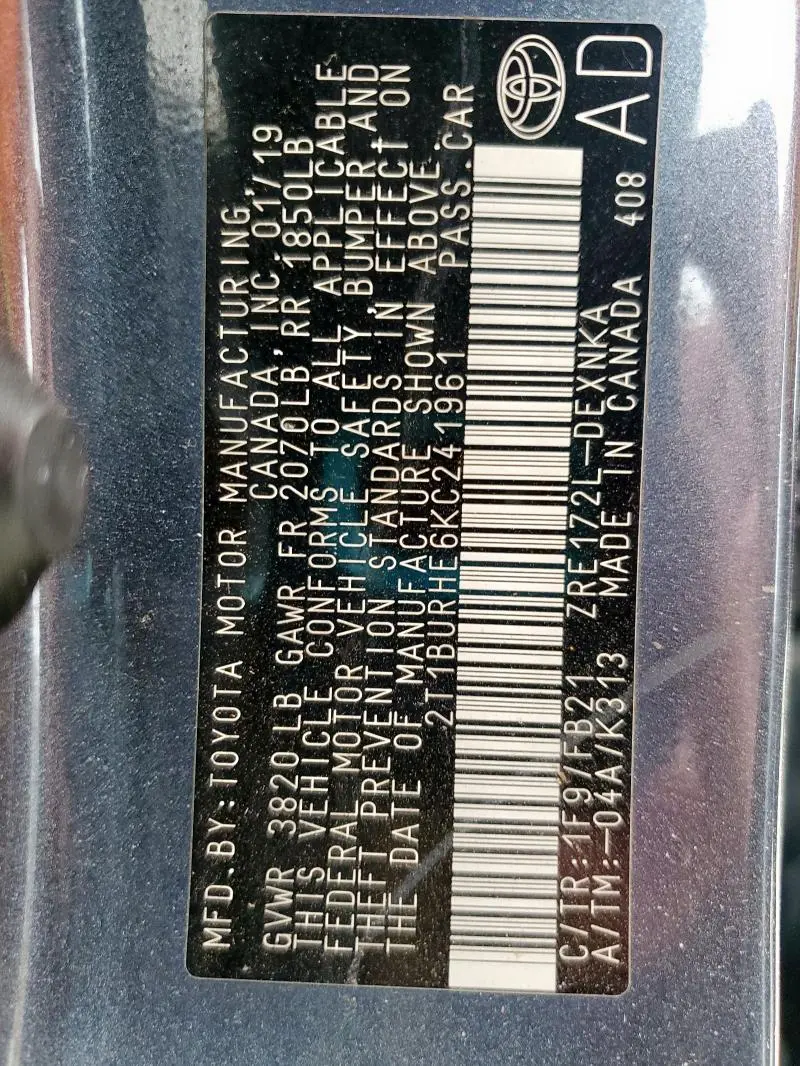 MFD.BY:TOYOTA MOTOR MANUFACTURING
CANADA, INC. 01/19
GVWR 3820 LB GAWR FR 2070LB, RR 1850LB
THIS VEHICLE CONFORMS TO ALL APPLICABLE
FEDERAL MOTOR VEHICLE SAFETY, BUMPER, AND
THEFT PREVENTION STANDARDS IN EFFECT ON
THE DATE OF MANUFACTURE SHOWN ABOVE.
2T1BURHE6KC241961 PASS.CAR
C/TR:1F9/FB21 ZRE172L-DEXNKA
A/TM:-04A/K313 MADE IN CANADA 408
AD